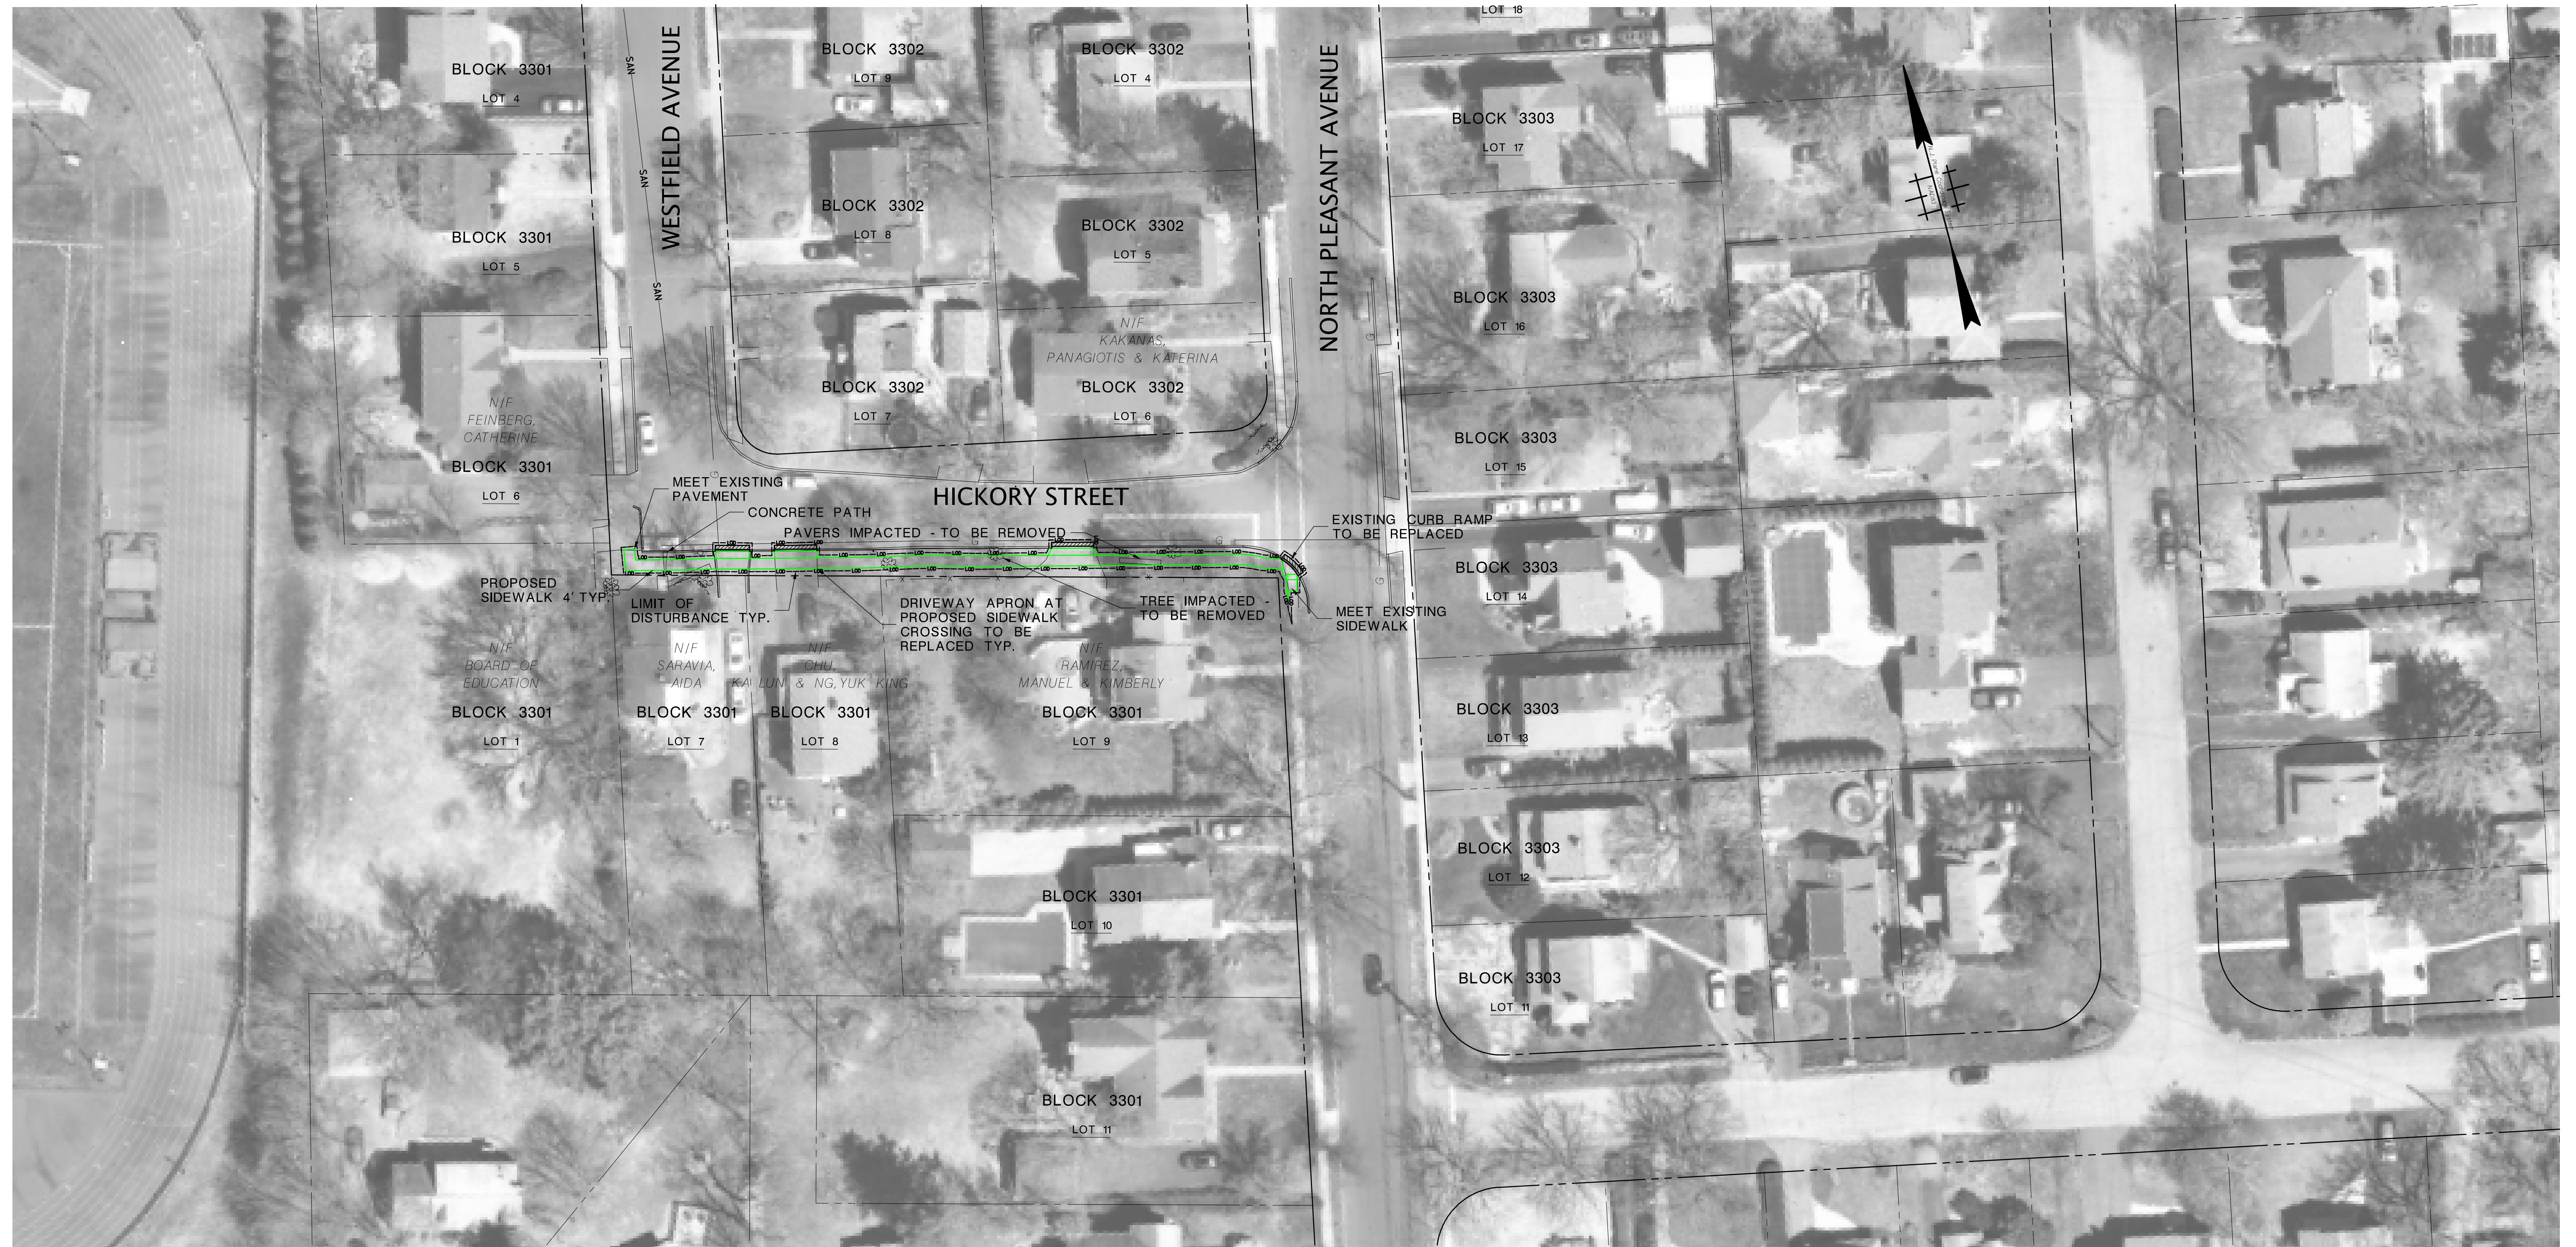 LOT 18
WESTFIELD AVENUE
NORTH PLEASANT AVENUE
HICKORY STREET
SAN
SAN
SAN
BLOCK 3301
LOT 4
BLOCK 3302
LOT 9
BLOCK 3302
LOT 4
BLOCK 3303
LOT 17
BLOCK 3301
LOT 5
BLOCK 3302
LOT 8
BLOCK 3302
LOT 5
BLOCK 3303
LOT 16
N/F
FEINBERG,
CATHERINE
BLOCK 3301
LOT 6
BLOCK 3302
LOT 7
N/F
KAKANAS,
PANAGIOTIS & KATERINA
BLOCK 3302
LOT 6
BLOCK 3303
LOT 15
MEET EXISTING
PAVEMENT
CONCRETE PATH
PAVERS IMPACTED - TO BE REMOVED
EXISTING CURB RAMP
TO BE REPLACED
PROPOSED
SIDEWALK 4' TYP.
LIMIT OF
DISTURBANCE TYP.
DRIVEWAY APRON AT
PROPOSED SIDEWALK
CROSSING TO BE
REPLACED TYP.
TREE IMPACTED -
TO BE REMOVED
MEET EXISTING
SIDEWALK
BLOCK 3303
LOT 14
N/F
BOARD OF
EDUCATION
BLOCK 3301
LOT 1
N/F
SARAVIA,
AIDA
BLOCK 3301
LOT 7
N/F
CHU,
KA LUN & NG, YUK KING
BLOCK 3301
LOT 8
N/F
RAMIREZ,
MANUEL & KIMBERLY
BLOCK 3301
LOT 9
BLOCK 3303
LOT 13
BLOCK 3303
LOT 12
BLOCK 3301
LOT 10
BLOCK 3303
LOT 11
BLOCK 3301
LOT 11